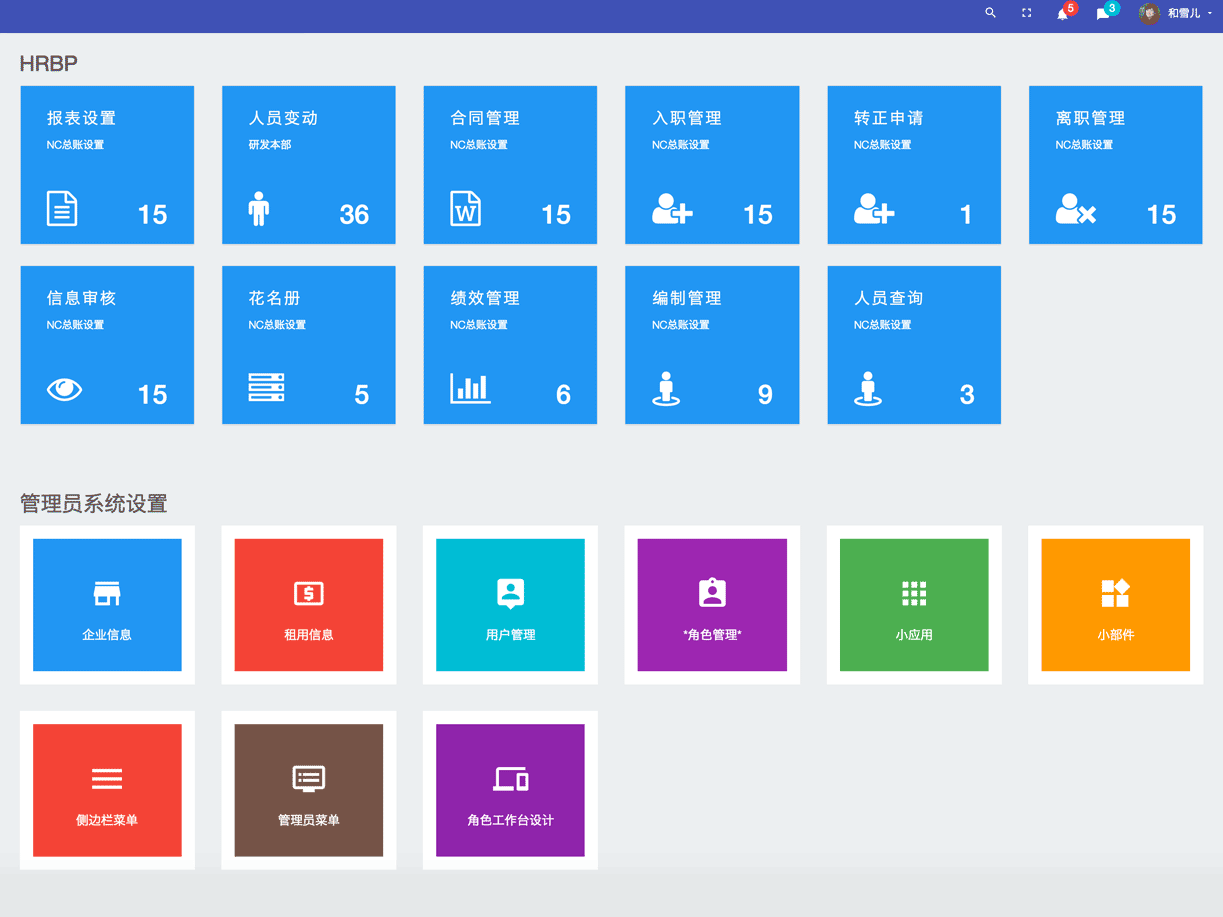 5 3 和雪儿
HRBP
报表设置 人员变动 合同管理 入职管理 转正申请 离职管理
NC总账设置 研发本部 NC总账设置 NC总账设置 NC总账设置 NC总账设置
15 36 W 15 15 1 15
信息审核 花名册 绩效管理 编制管理 人员查询
NC总账设置 NC总账设置 NC总账设置 NC总账设置 NC总账设置
15 5 6 9 3
管理员系统设置
$
企业信息 租用信息 用户管理 *角色管理* 小应用 小部件
侧边栏菜单 管理员菜单 角色工作台设计